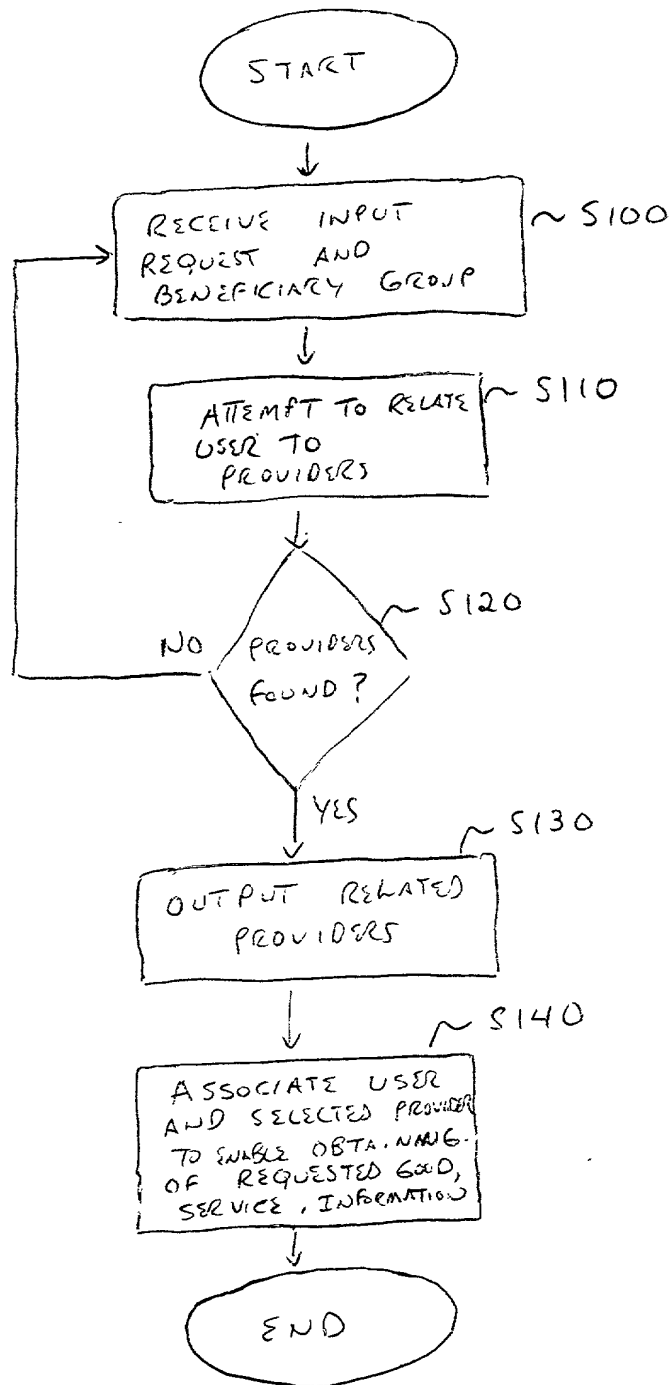 START
RECEIVE INPUT
REQUEST AND
BENEFICIARY GROUP
~ S100
ATTEMPT TO RELATE
USER TO
PROVIDERS
~ S110
PROVIDERS
FOUND?
~ S120
NO
YES
~ S130
OUTPUT RELATED
PROVIDERS
~ S140
ASSOCIATE USER
AND SELECTED PROVIDER
TO ENABLE OBTAINING
OF REQUESTED GOOD,
SERVICE, INFORMATION
END